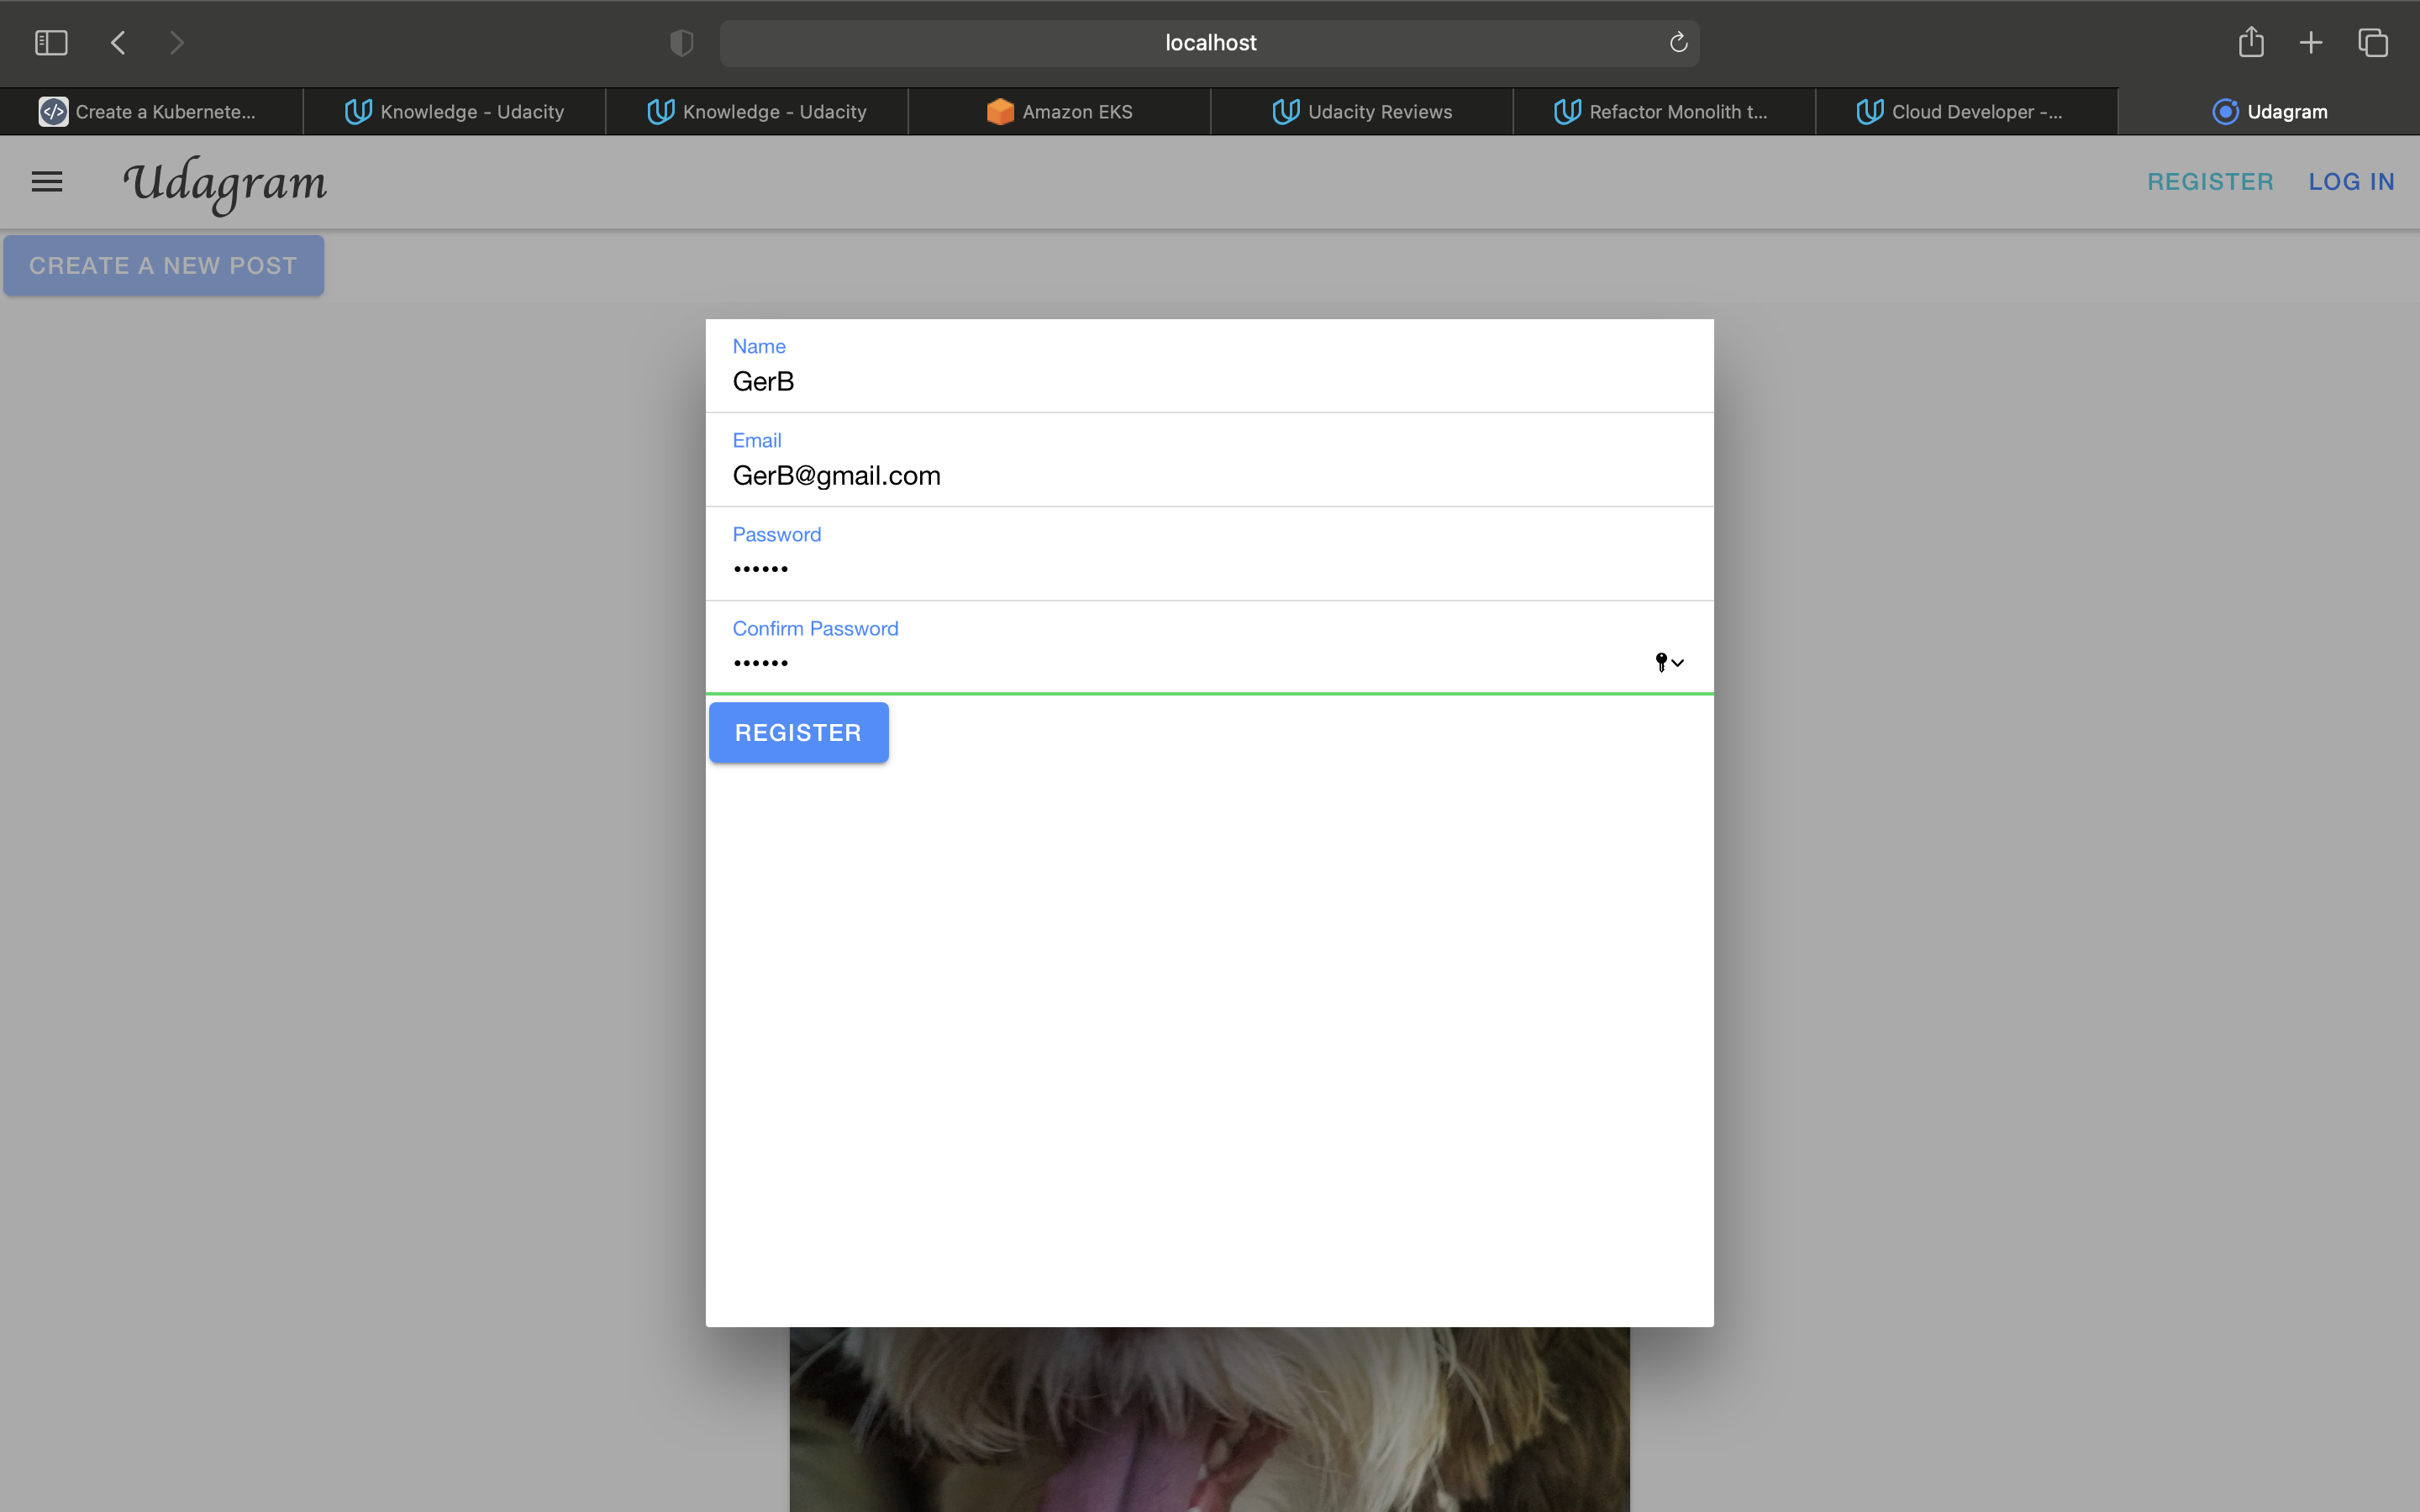 localhost
Create a Kubernete...
Knowledge - Udacity
Knowledge - Udacity
Amazon EKS
Udacity Reviews
Refactor Monolith t...
Cloud Developer -...
Udagram
Udagram
REGISTER
LOG IN
CREATE A NEW POST
Name
GerB
Email
GerB@gmail.com
Password
••••••
Confirm Password
••••••
REGISTER